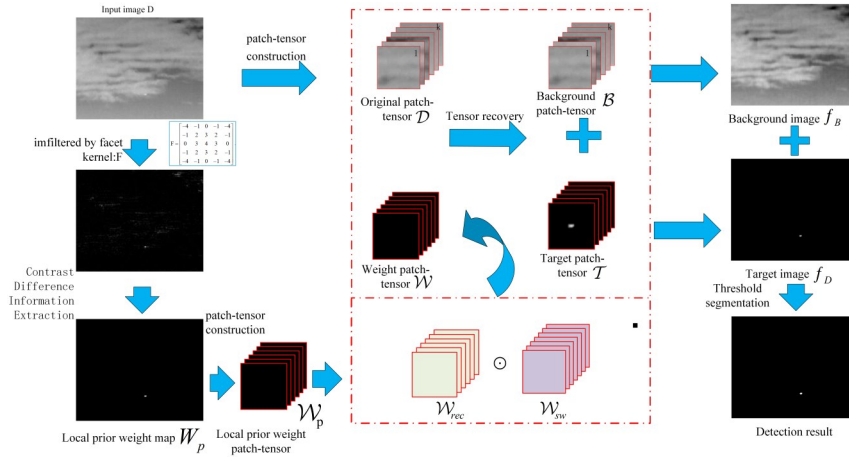 Input image D
patch-tensor
construction
imfiltered by facet
kernel:F
F=
-4 -1 0 -1 -4
-1 2 3 2 -1
0 3 4 3 0
-1 2 3 2 -1
-4 -1 0 -1 -4
Contrast
Difference
Information
Extraction
Local prior weight map W_p
patch-tensor
construction
𝒲_p
Local prior weight
patch-tensor
k
1
Original patch-
tensor 𝒟
Tensor recovery
k
1
Background
patch-tensor ℬ
Weight patch-
tensor 𝒲
Target patch-
tensor 𝒯
⊙
𝒲_rec
𝒲_sw
Background image f_B
Target image f_D
Threshold
segmentation
Detection result